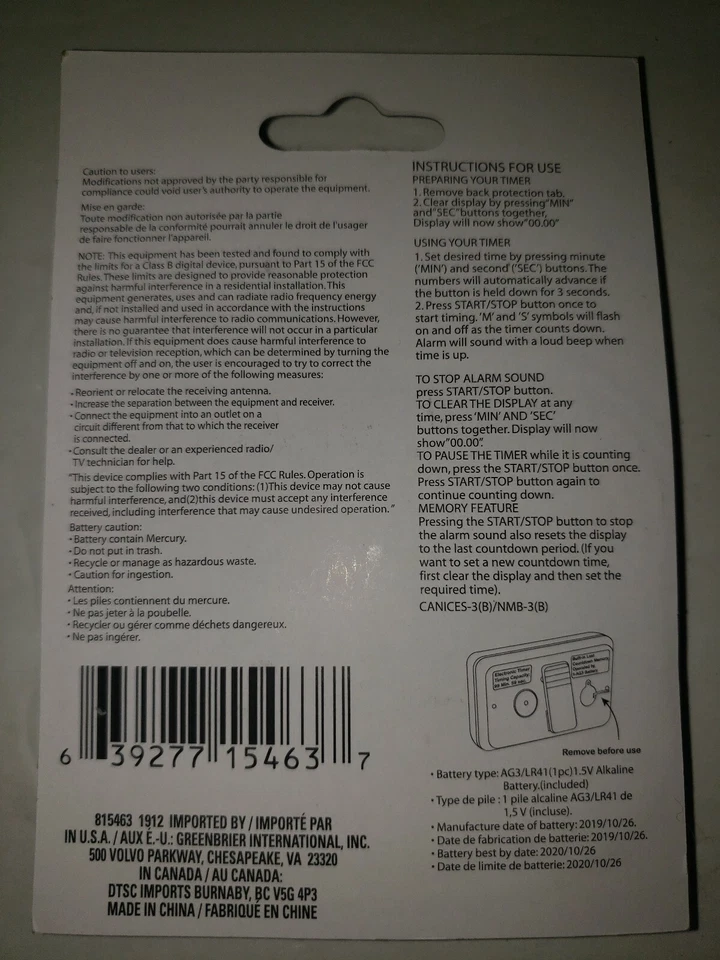 Caution to users:
Modifications not approved by the party responsible for
compliance could void user's authority to operate the equipment.
Mise en garde:
Toute modification non autorisée par la partie
responsable de la conformité pourrait annuler le droit de l'usager
de faire fonctionner l'appareil.
NOTE: This equipment has been tested and found to comply with
the limits for a Class B digital device, pursuant to Part 15 of the FCC
Rules. These limits are designed to provide reasonable protection
against harmful interference in a residential installation. This
equipment generates, uses and can radiate radio frequency energy
and, if not installed and used in accordance with the instructions
may cause harmful interference to radio communications. However,
there is no guarantee that interference will not occur in a particular
installation. If this equipment does cause harmful interference to
radio or television reception, which can be determined by turning the
equipment off and on, the user is encouraged to try to correct the
interference by one or more of the following measures:
- Reorient or relocate the receiving antenna.
• Increase the separation between the equipment and receiver.
• Connect the equipment into an outlet on a
circuit different from that to which the receiver
is connected.
• Consult the dealer or an experienced radio/
TV technician for help.
"This device complies with Part 15 of the FCC Rules. Operation is
subject to the following two conditions: (1)This device may not cause
harmful interference, and(2)this device must accept any interference
received, including interference that may cause undesired operation."
Battery caution:
• Battery contain Mercury.
• Do not put in trash.
• Recycle or manage as hazardous waste.
• Caution for ingestion.
Attention:
• Les piles contiennent du mercure.
• Ne pas jeter à la poubelle.
• Recycler ou gérer comme déchets dangereux.
• Ne pas ingérer.
6 39277 15463 7
815463 1912 IMPORTED BY / IMPORTÉ PAR
IN U.S.A. / AUX É.-U.: GREENBRIER INTERNATIONAL, INC.
500 VOLVO PARKWAY, CHESAPEAKE, VA 23320
IN CANADA / AU CANADA:
DTSC IMPORTS BURNABY, BC V5G 4P3
MADE IN CHINA / FABRIQUÉ EN CHINE
INSTRUCTIONS FOR USE
PREPARING YOUR TIMER
1. Remove back protection tab.
2. Clear display by pressing"MIN"
and"SEC"buttons together,
Display will now show"00.00"
USING YOUR TIMER
1. Set desired time by pressing minute
('MIN') and second ('SEC') buttons. The
numbers will automatically advance if
the button is held down for 3 seconds.
2. Press START/STOP button once to
start timing. 'M' and 'S' symbols will flash
on and off as the timer counts down.
Alarm will sound with a loud beep when
time is up.
TO STOP ALARM SOUND
press START/STOP button.
TO CLEAR THE DISPLAY at any
time, press 'MIN' AND 'SEC'
buttons together. Display will now
show"00.00".
TO PAUSE THE TIMER while it is counting
down, press the START/STOP button once.
Press START/STOP button again to
continue counting down.
MEMORY FEATURE
Pressing the START/STOP button to stop
the alarm sound also resets the display
to the last countdown period. (If you
want to set a new countdown time,
first clear the display and then set the
required time).
CANICES-3(B)/NMB-3(B)
Electronic Timer
Timing Capacity
99 Min. 59 Sec.
Built-in Last
Countdown Memory
Operated by
Battery
Remove before use
• Battery type: AG3/LR41(1pc)1.5V Alkaline
Battery.(included)
• Type de pile : 1 pile alcaline AG3/LR41 de
1,5 V (incluse).
• Manufacture date of battery: 2019/10/26.
• Date de fabrication de batterie: 2019/10/26.
• Battery best by date: 2020/10/26
• Date de limite de batterie: 2020/10/26